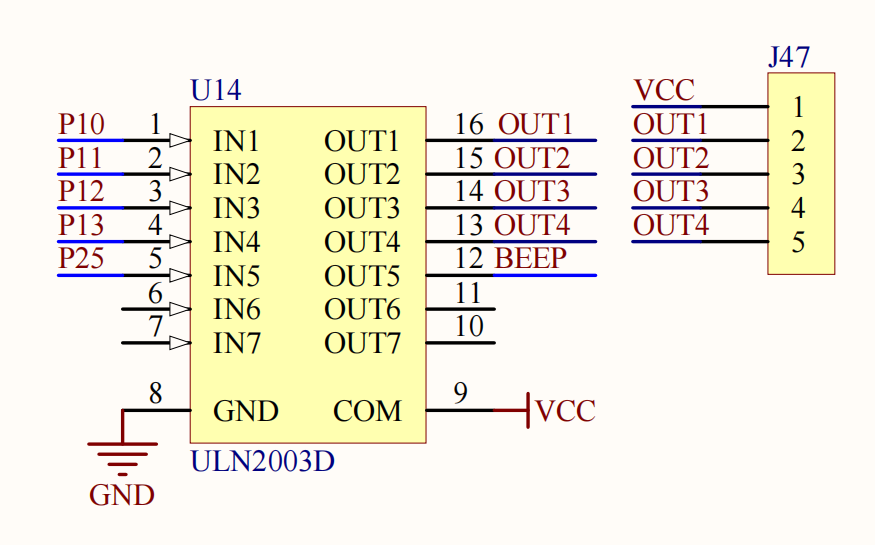 J47
U14
VCC 1
P10 1 IN1 OUT1 16 OUT1 OUT1 2
P11 2 IN2 OUT2 15 OUT2 OUT2 3
P12 3 IN3 OUT3 14 OUT3 OUT3 4
P13 4 IN4 OUT4 13 OUT4 OUT4 5
P25 5 IN5 OUT5 12 BEEP
6 IN6 OUT6 11
7 IN7 OUT7 10
8 GND COM 9 VCC
ULN2003D
GND